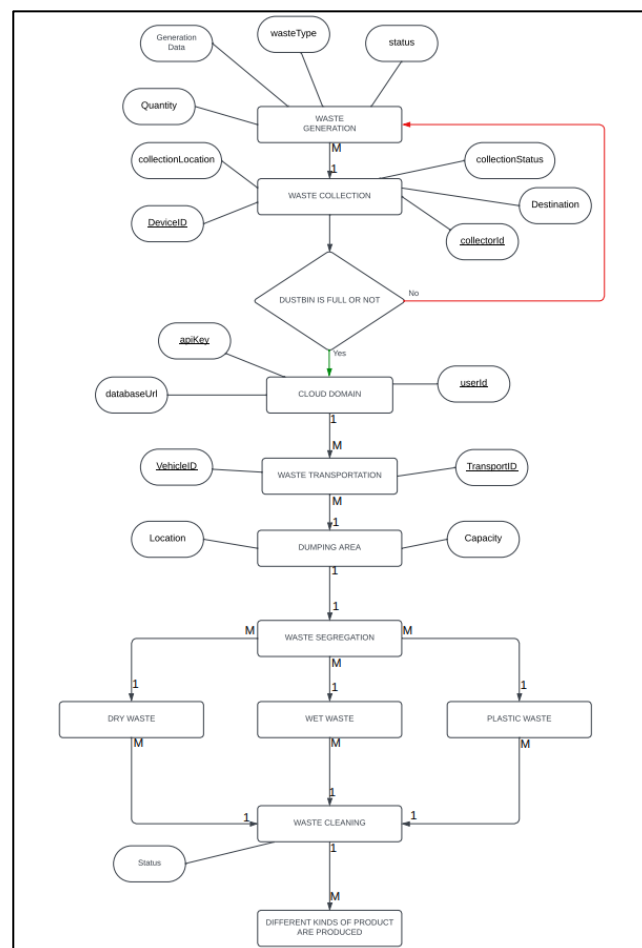 Generation
Data
wasteType
status
Quantity
WASTE
GENERATION
M
collectionLocation
1
collectionStatus
WASTE COLLECTION
DeviceID
Destination
collectorId
DUSTBIN IS FULL OR NOT
No
apiKey
Yes
userId
databaseUrl
CLOUD DOMAIN
1
M
VehicleID
TransportID
WASTE TRANSPORTATION
M
1
Location
DUMPING AREA
Capacity
1
1
M
WASTE SEGREGATION
M
M
1
1
1
DRY WASTE
WET WASTE
PLASTIC WASTE
M
M
M
1
1
1
WASTE CLEANING
1
Status
M
DIFFERENT KINDS OF PRODUCT
ARE PRODUCED